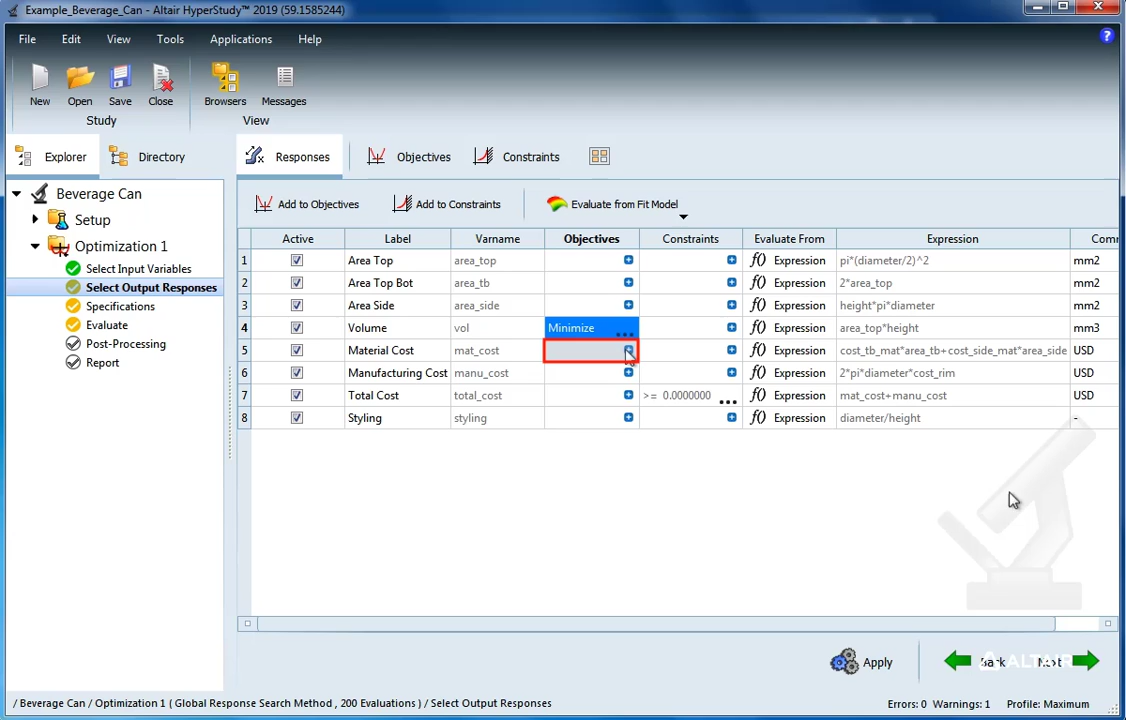 Example_Beverage_Can - Altair HyperStudy™ 2019 (59.1585244)
File Edit View Tools Applications Help
New Open Save Close Browsers Messages
Study View
Explorer Directory Responses Objectives Constraints
Beverage Can
Setup
Optimization 1
Select Input Variables
Select Output Responses
Specifications
Evaluate
Post-Processing
Report
Add to Objectives Add to Constraints Evaluate from Fit Model
Active Label Varname Objectives Constraints Evaluate From Expression Comr
1 Area Top area_top f() Expression pi*(diameter/2)^2 mm2
2 Area Top Bot area_tb f() Expression 2*area_top mm2
3 Area Side area_side f() Expression height*pi*diameter mm2
4 Volume vol Minimize ... f() Expression area_top*height mm3
5 Material Cost mat_cost f() Expression cost_tb_mat*area_tb+cost_side_mat*area_side USD
6 Manufacturing Cost manu_cost f() Expression 2*pi*diameter*cost_rim USD
7 Total Cost total_cost >= 0.0000000 ... f() Expression mat_cost+manu_cost USD
8 Styling styling f() Expression diameter/height -
Apply Back Next
ALTAIR
/ Beverage Can / Optimization 1 ( Global Response Search Method , 200 Evaluations ) / Select Output Responses
Errors: 0 Warnings: 1 Profile: Maximum